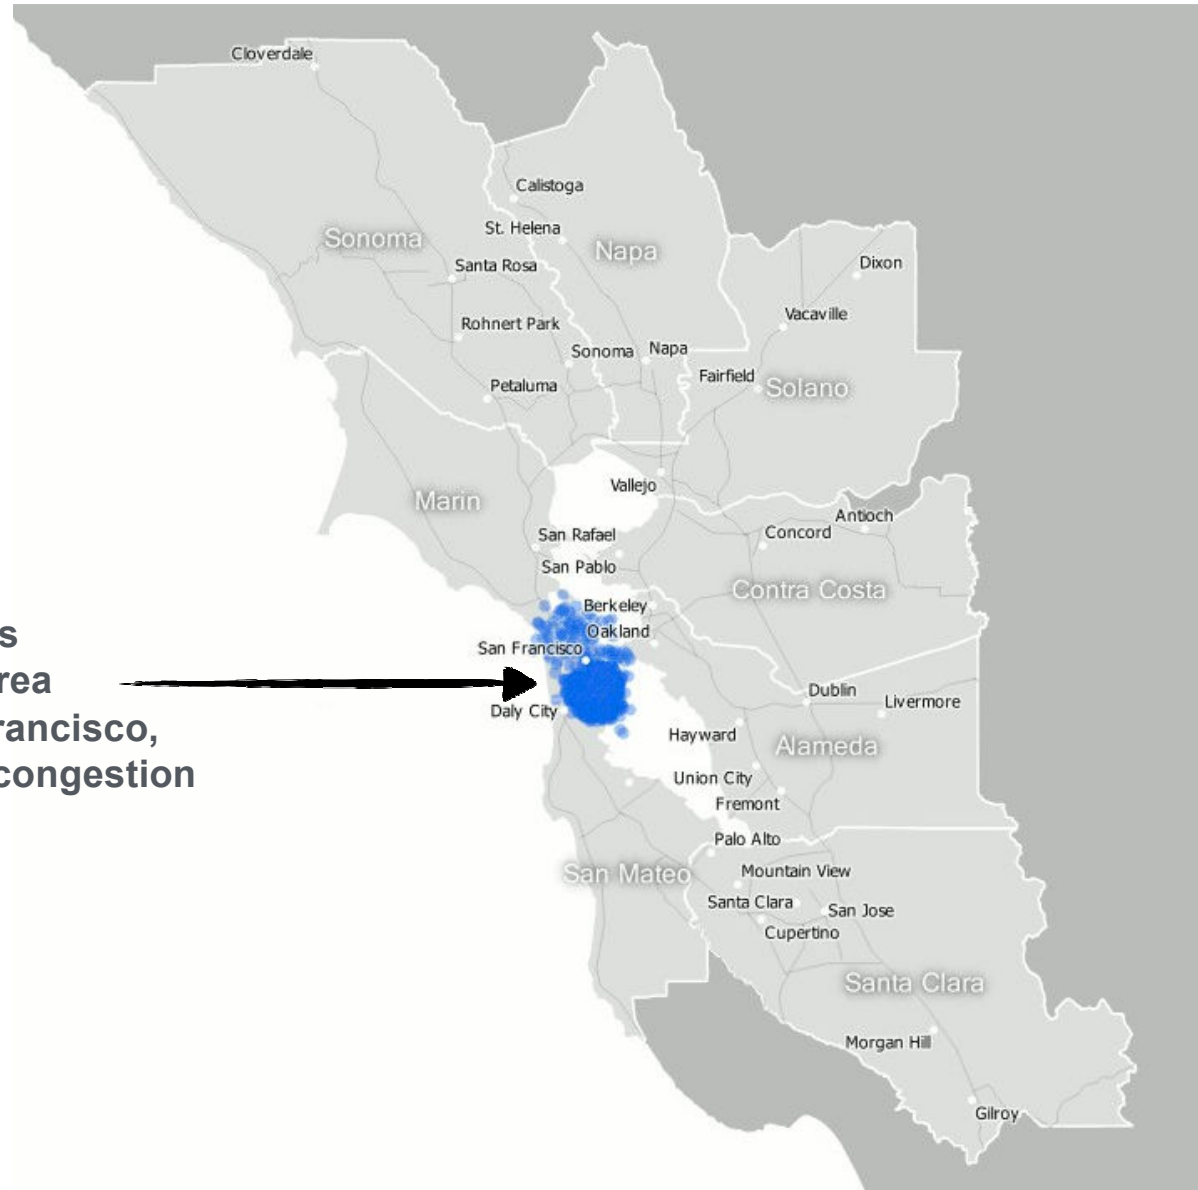 Cloverdale
Calistoga
St. Helena
Sonoma
Napa
Santa Rosa
Dixon
Vacaville
Rohnert Park
Sonoma
Napa
Fairfield
Solano
Petaluma
Vallejo
Marin
Antioch
San Rafael
Concord
San Pablo
Contra Costa
Berkeley
Oakland
s
San Francisco
rea
Dublin
Livermore
Daly City
rancisco,
Hayward
Alameda
congestion
Union City
Fremont
Palo Alto
San Mateo
Mountain View
Santa Clara
San Jose
Cupertino
Santa Clara
Morgan Hill
Gilroy